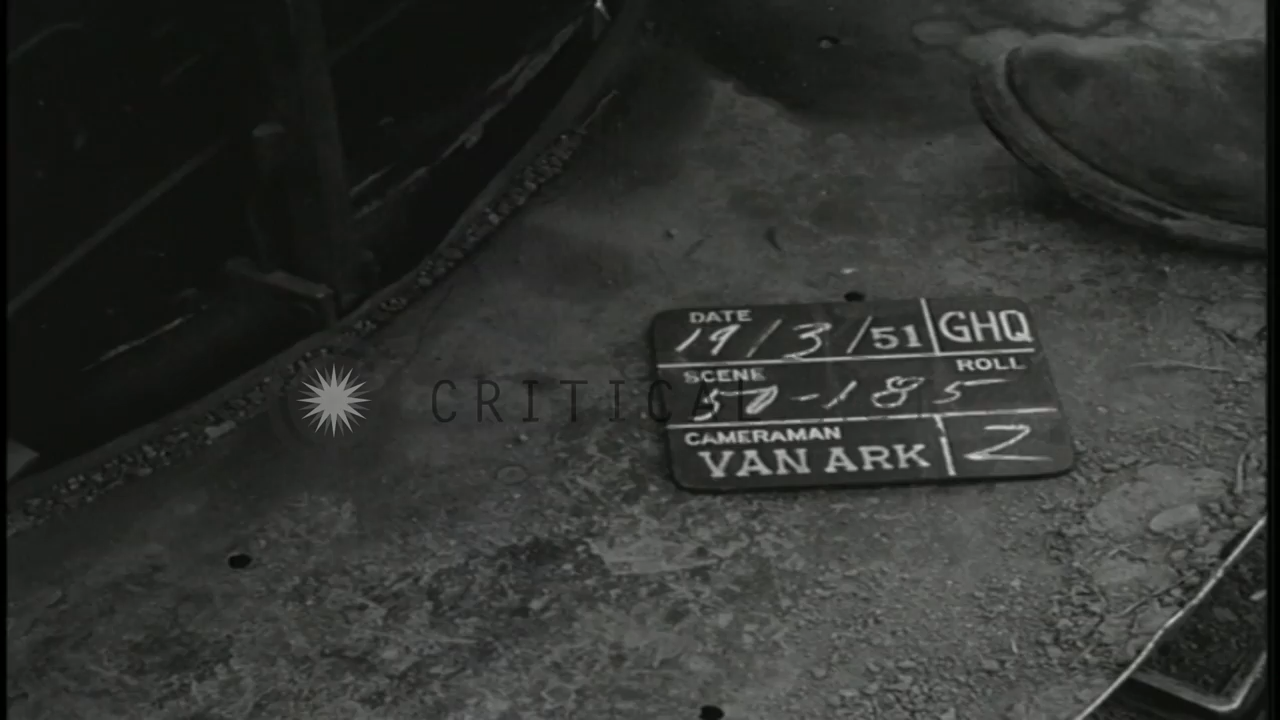 DATE
19/3/51 GHQ
SCENE ROLL
50-185
CAMERAMAN
VAN ARK 2
CRITICAL